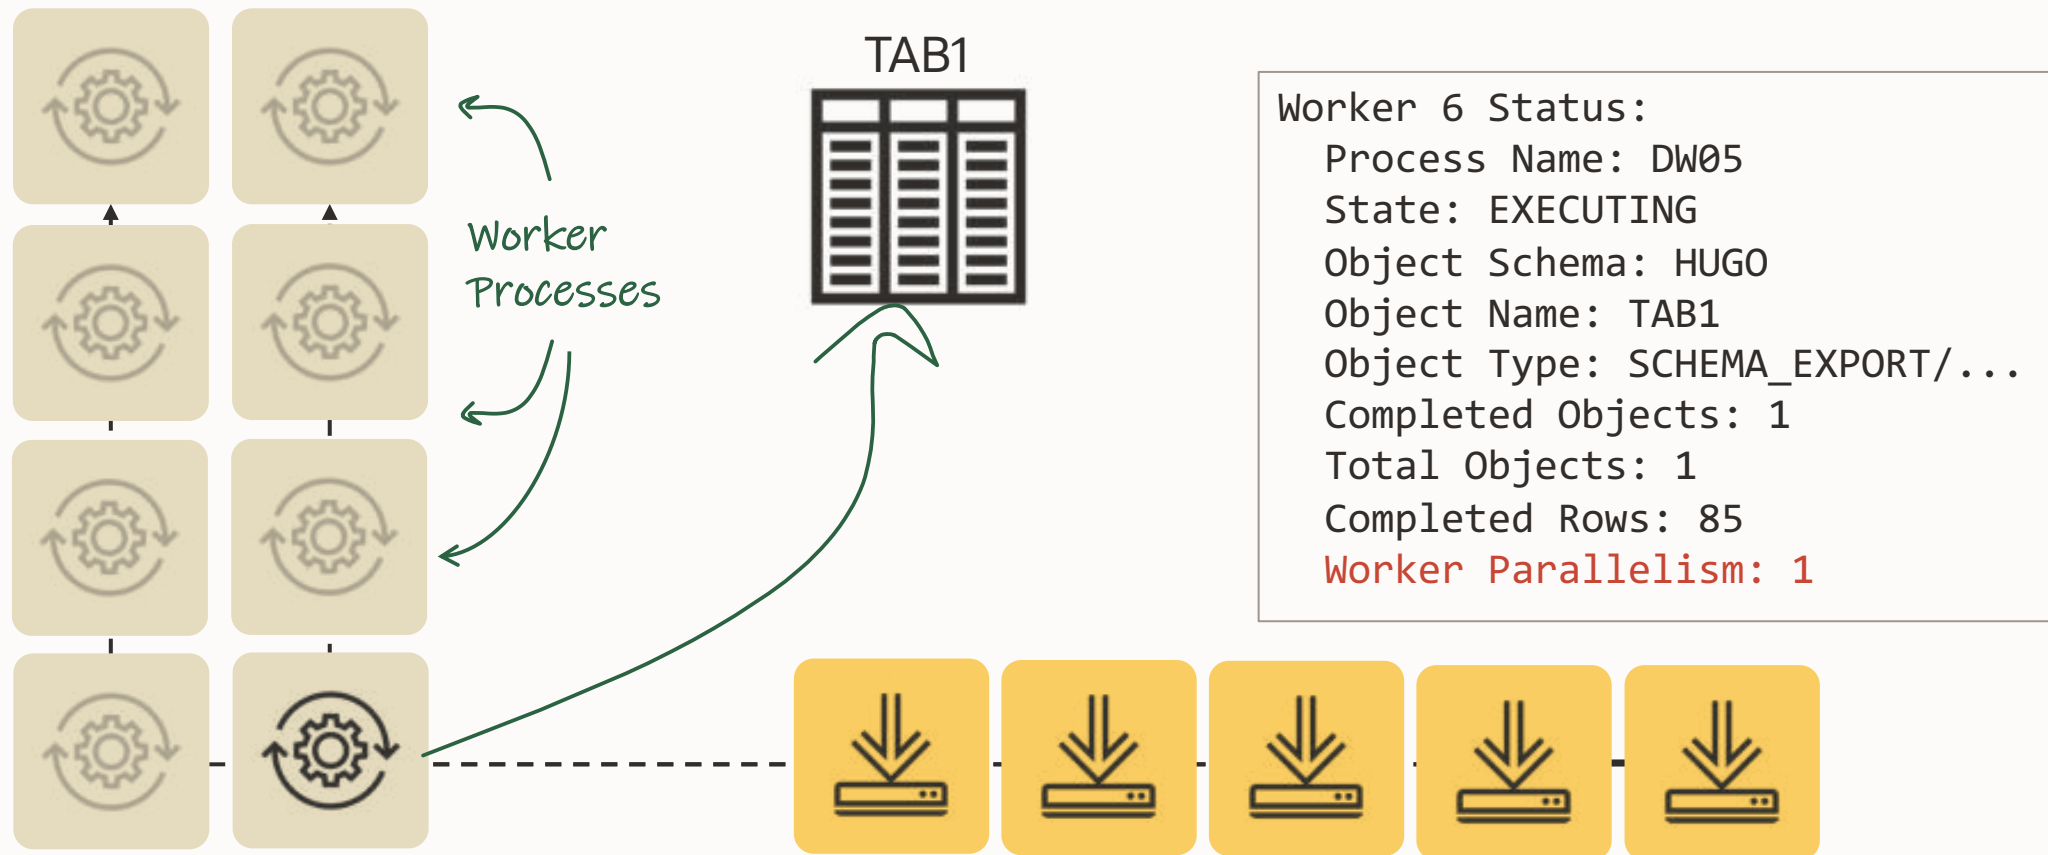 TAB1
Worker
Processes
Worker 6 Status:
Process Name: DW05
State: EXECUTING
Object Schema: HUGO
Object Name: TAB1
Object Type: SCHEMA_EXPORT/...
Completed Objects: 1
Total Objects: 1
Completed Rows: 85
Worker Parallelism: 1